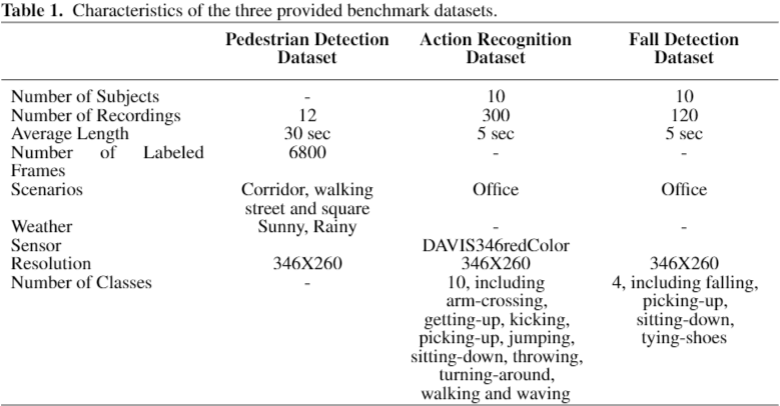 Table 1. Characteristics of the three provided benchmark datasets.
Pedestrian Detection Dataset Action Recognition Dataset Fall Detection Dataset
Number of Subjects - 10 10
Number of Recordings 12 300 120
Average Length 30 sec 5 sec 5 sec
Number of Labeled Frames 6800 - -
Scenarios Corridor, walking street and square Office Office
Weather Sunny, Rainy - -
Sensor DAVIS346redColor
Resolution 346X260 346X260 346X260
Number of Classes - 10, including arm-crossing, getting-up, kicking, picking-up, jumping, sitting-down, throwing, turning-around, walking and waving 4, including falling, picking-up, sitting-down, tying-shoes